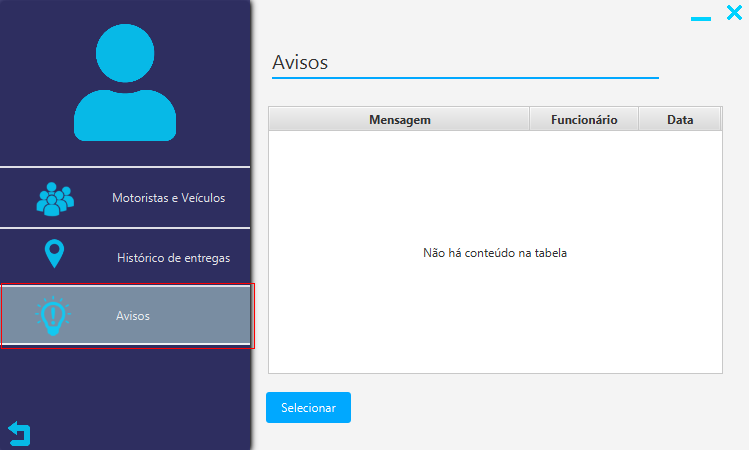 Motoristas e Veículos
Histórico de entregas
Avisos
Avisos
Mensagem Funcionário Data
Não há conteúdo na tabela
Selecionar